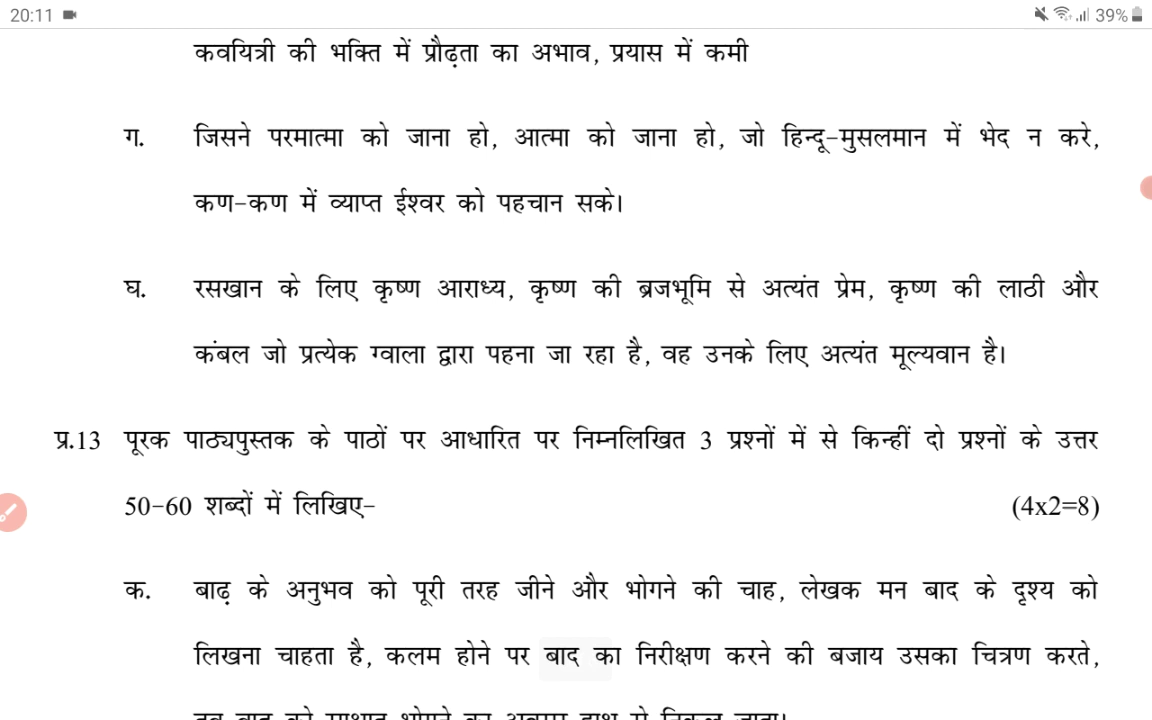 20:11 39%
कवयित्री की भक्ति में प्रौढ़ता का अभाव, प्रयास में कमी
ग. जिसने परमात्मा को जाना हो, आत्मा को जाना हो, जो हिन्दू-मुसलमान में भेद न करे,
कण-कण में व्याप्त ईश्वर को पहचान सके।
घ. रसखान के लिए कृष्ण आराध्य, कृष्ण की ब्रजभूमि से अत्यंत प्रेम, कृष्ण की लाठी और
कंबल जो प्रत्येक ग्वाला द्वारा पहना जा रहा है, वह उनके लिए अत्यंत मूल्यवान है।
प्र.13 पूरक पाठ्यपुस्तक के पाठों पर आधारित पर निम्नलिखित 3 प्रश्नों में से किन्हीं दो प्रश्नों के उत्तर
50-60 शब्दों में लिखिए- (4x2=8)
क. बाढ़ के अनुभव को पूरी तरह जीने और भोगने की चाह, लेखक मन बाद के दृश्य को
लिखना चाहता है, कलम होने पर बाद का निरीक्षण करने की बजाय उसका चित्रण करते,